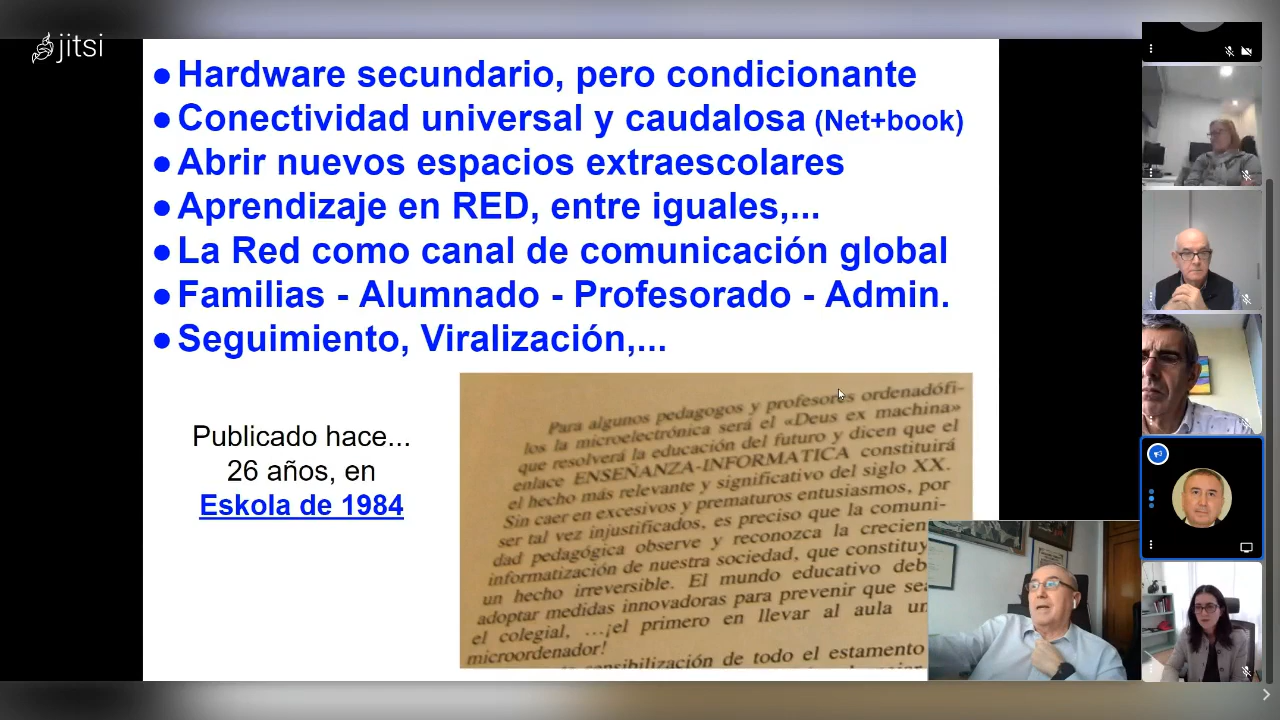 jitsi
● Hardware secundario, pero condicionante
● Conectividad universal y caudalosa (Net+book)
● Abrir nuevos espacios extraescolares
● Aprendizaje en RED, entre iguales,...
● La Red como canal de comunicación global
● Familias - Alumnado - Profesorado - Admin.
● Seguimiento, Viralización,...
Publicado hace...
26 años, en
Eskola de 1984
Para algunos pedagogos y profesores ordenadófi-
los la microelectrónica será el «Deus ex machina»
que resolverá la educación del futuro y dicen que el
enlace ENSEÑANZA-INFORMATICA constituirá
el hecho más relevante y significativo del siglo XX.
Sin caer en excesivos y prematuros entusiasmos, por
ser tal vez injustificados, es preciso que la comuni-
dad pedagógica observe y reconozca la crecien
informatización de nuestra sociedad, que constituy
un hecho irreversible. El mundo educativo deb
adoptar medidas innovadoras para prevenir que sea
el colegial, ...¡el primero en llevar al aula un
microordenador!
sensibilización de todo el estamento